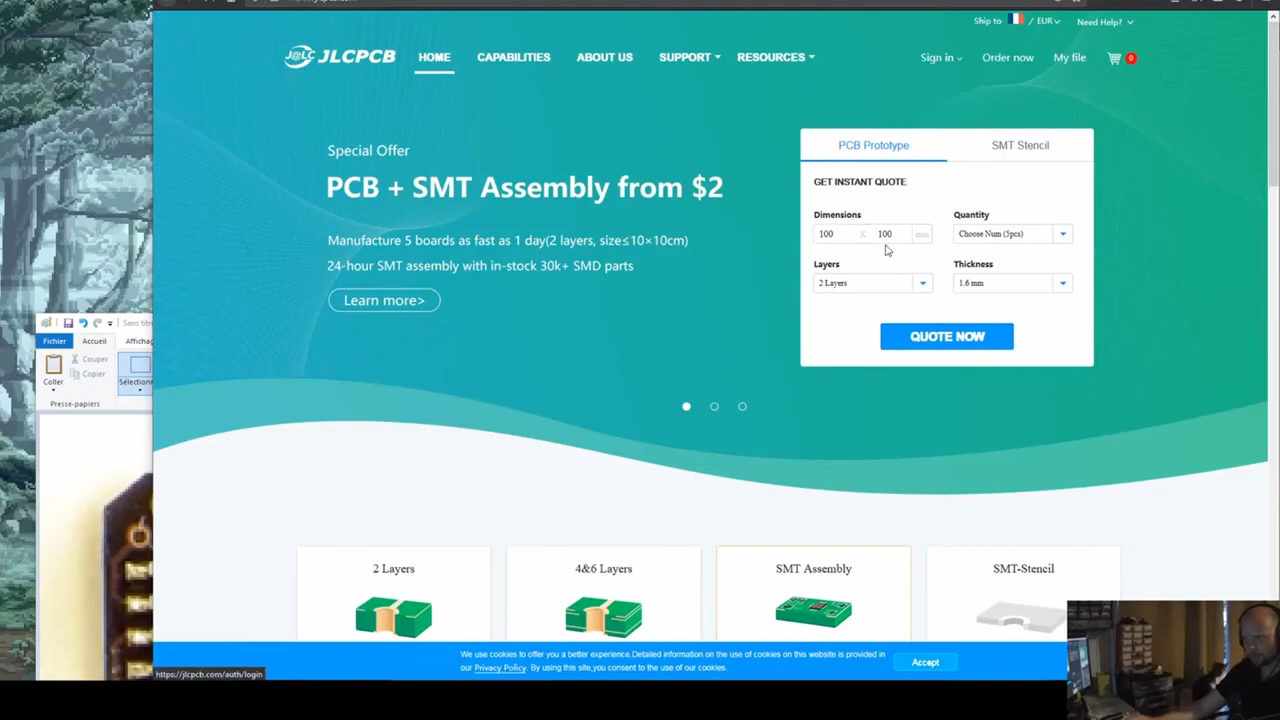 Ship to / EUR Need Help?
J@LC JLCPCB HOME CAPABILITIES ABOUT US SUPPORT RESOURCES Sign in Order now My file 0
Special Offer
PCB + SMT Assembly from $2
Manufacture 5 boards as fast as 1 day(2 layers, size≤10×10cm)
24-hour SMT assembly with in-stock 30k+ SMD parts
Learn more>
PCB Prototype SMT Stencil
GET INSTANT QUOTE
Dimensions Quantity
100 X 100 mm Choose Num (5pcs)
Layers Thickness
2 Layers 1.6 mm
QUOTE NOW
Sans titr
Fichier Accueil Affichag
Coller Couper
Copier
Sélectionn
Presse-papiers
2 Layers 4&6 Layers SMT Assembly SMT-Stencil
We use cookies to offer you a better experience.Detailed information on the use of cookies on this website is provided in
our Privacy Policy. By using this site,you consent to the use of our cookies.
Accept
https://jlcpcb.com/auth/login